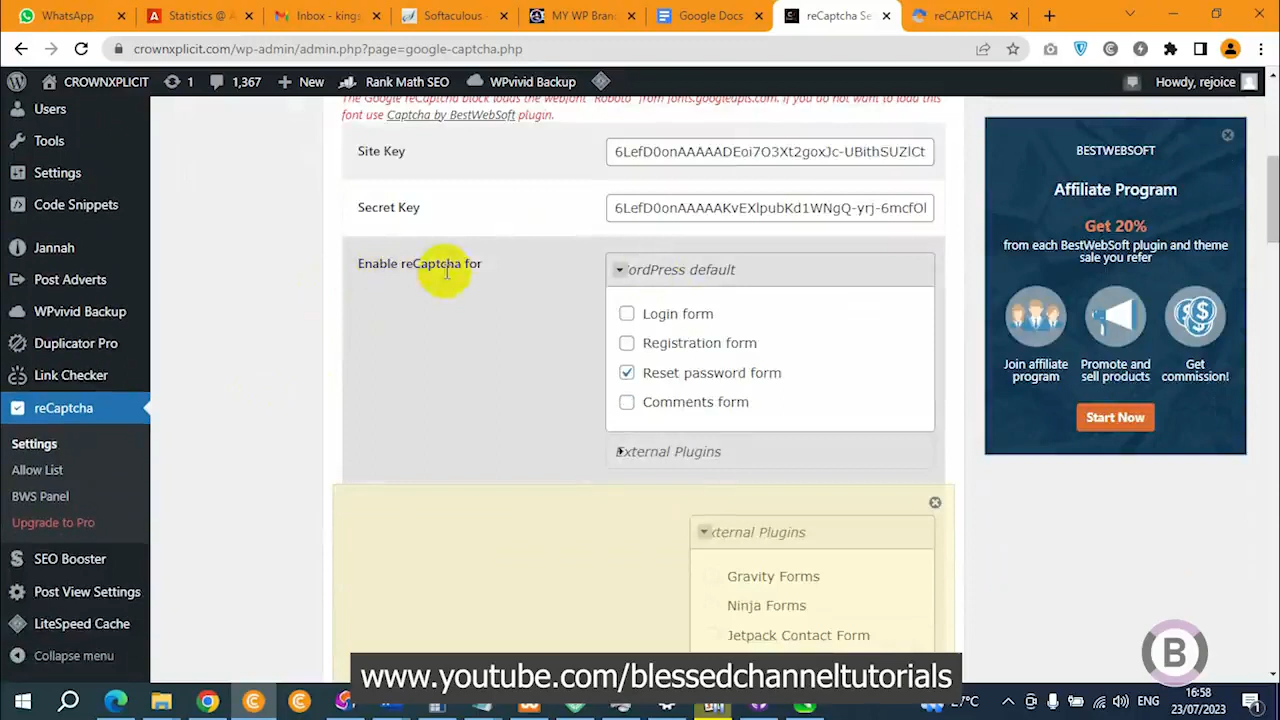 WhatsApp
Statistics @ A
Inbox - kings
Softaculous -
MY WP Bran
Google Docs
reCaptcha Se
reCAPTCHA
crownxplicit.com/wp-admin/admin.php?page=google-captcha.php
CROWNXPLICIT
1
1,367
New
Rank Math SEO
WPvivid Backup
Howdy, rejoice
Users
Tools
Settings
Code Snippets
Jannah
Post Adverts
WPvivid Backup
Duplicator Pro
Link Checker
reCaptcha
Settings
Allow List
BWS Panel
Upgrade to Pro
SEO Booster
Post View Settings
LiteSpeed Cache
Collapse menu
The Google reCaptcha block loads the webfont "Roboto" from fonts.googleapis.com. If you do not want to load this
font use Captcha by BestWebSoft plugin.
Site Key
6LefD0onAAAAADEoi7O3Xt2goxJc-UBithSUZlCt
Secret Key
6LefD0onAAAAAKvEXlpubKd1WNgQ-yrj-6mcfOl
Enable reCaptcha for
ordPress default
Login form
Registration form
Reset password form
Comments form
External Plugins
xternal Plugins
Gravity Forms
Ninja Forms
Jetpack Contact Form
BESTWEBSOFT
Affiliate Program
Get 20%
from each BestWebSoft plugin and theme
sale you refer
Join affiliate
program
Promote and
sell products
Get
commission!
Start Now
B
www.youtube.com/blessedchanneltutorials
27°C
ENG
16:58
23/07/2023
1